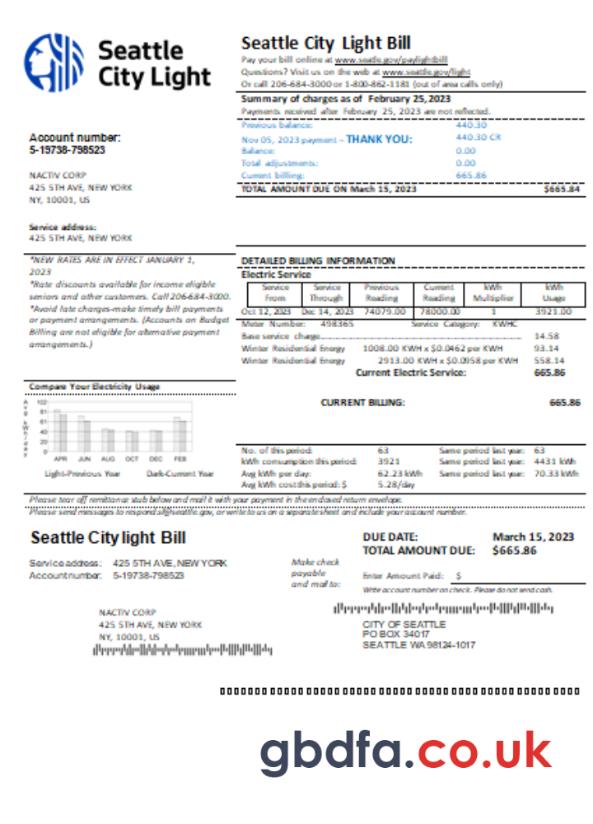 Seattle
City Light
Seattle City Light Bill
Pay your bill online at www.seatle.gov/paylightbill
Questions? Visit us on the web at www.seattle.gov/light
Or call 206-684-3000 or 1-800-862-1181 (out of area calls only)
Summary of charges as of February 25,2023
Payments received after February 25, 2023 are not reflected.
Previous balance: 440.30
Nov 05, 2023 payment – THANK YOU: 440.30 CR
Balance: 0.00
Total adjustments: 0.00
Current billing: 665.86
TOTAL AMOUNT DUE ON March 15, 2023 $665.84
Account number:
5-19738-798523
NACTIV CORP
425 5TH AVE, NEW YORK
NY, 10001, US
Service address:
425 5TH AVE, NEW YORK
*NEW RATES ARE IN EFFECT JANUARY 1,
2023
*Rate discounts available for income eligible
seniors and other customers. Call 206-684-3000.
*Avoid late charges-make timely bill payments
or payment arrangements. (Accounts on Budget
Billing are not eligible for alternative payment
arrangements.)
DETAILED BILLING INFORMATION
Electric Service
Service Service Previous Current kWh kWh
From Through Reading Reading Multiplier Usage
Oct 12, 2023 Dec 14, 2023 74079.00 78000.00 1 3921.00
Meter Number: 498365 Service Category: KWHC
Base service charge 14.58
Winter Residential Energy 1008.00 KWH x $0.0462 per KWH 93.14
Winter Residential Energy 2913.00 KWH x $0.0958 per KWH 558.14
Current Electric Service: 665.86
CURRENT BILLING: 665.86
Compare Your Electricity Usage
Avg kWh/day
102
80
60
40
20
0
APR JUN AUG OCT DEC FEB
Light-Previous Year Dark-Current Year
No. of this period: 63 Same period last year: 63
kWh consumption this period: 3921 Same period last year: 4431 kWh
Avg kWh per day: 62.23 kWh Same period last year: 70.33 kWh
Avg kWh cost this period: $ 5.28/day
Please tear off remittance stub below and mail it with your payment in the enclosed return envelope.
Please send messages to respond.slf@seattle.gov, or write to us on a separate sheet and include your account number.
Seattle City light Bill
Service address: 425 5TH AVE, NEW YORK
Account number: 5-19738-798523
Make check
payable
and mail to:
DUE DATE: March 15, 2023
TOTAL AMOUNT DUE: $665.86
Enter Amount Paid: $
Write account number on check. Please do not send cash.
NACTIV CORP
425 5TH AVE, NEW YORK
NY, 10001, US
CITY OF SEATTLE
PO BOX 34017
SEATTLE WA 98124-1017
gbdfa.co.uk